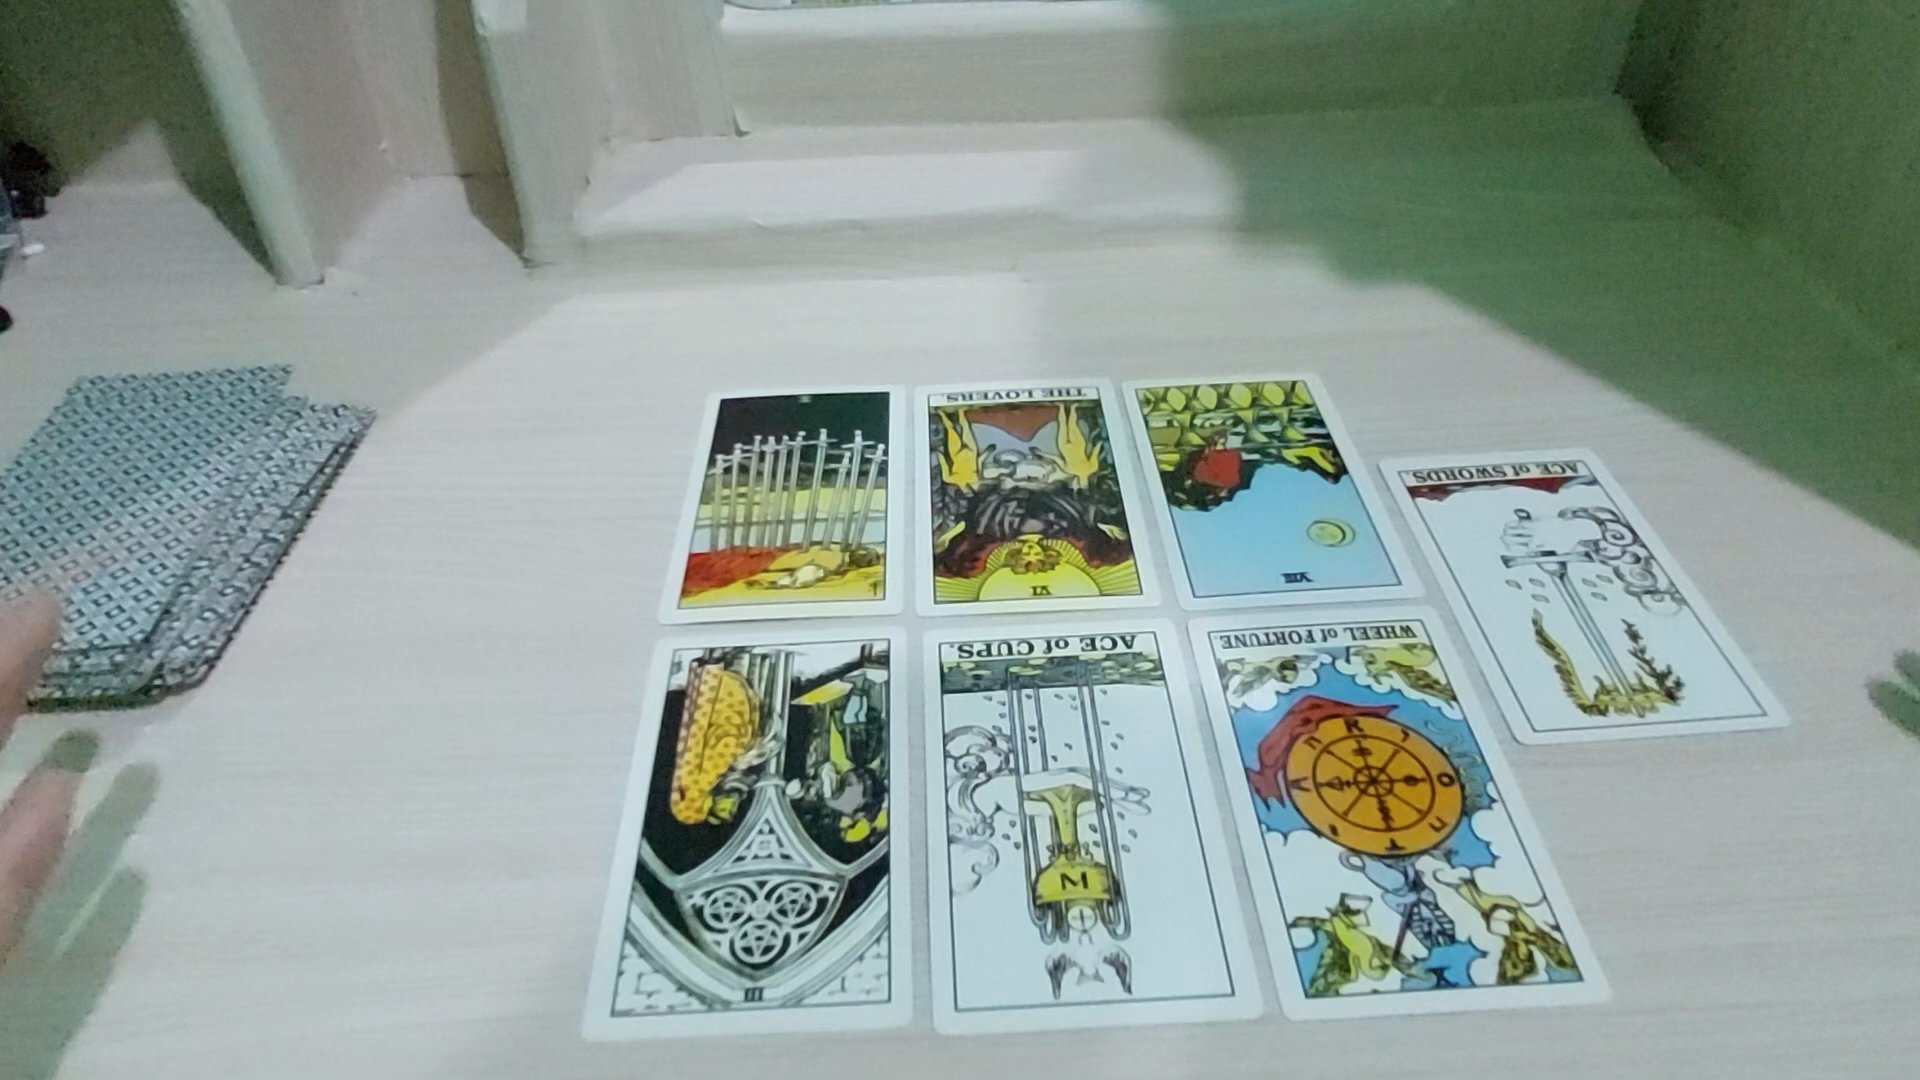 THE LOVERS.
VI
VIII
ACE of SWORDS.
III
ACE of CUPS.
M
WHEEL of FORTUNE
T A R O
X